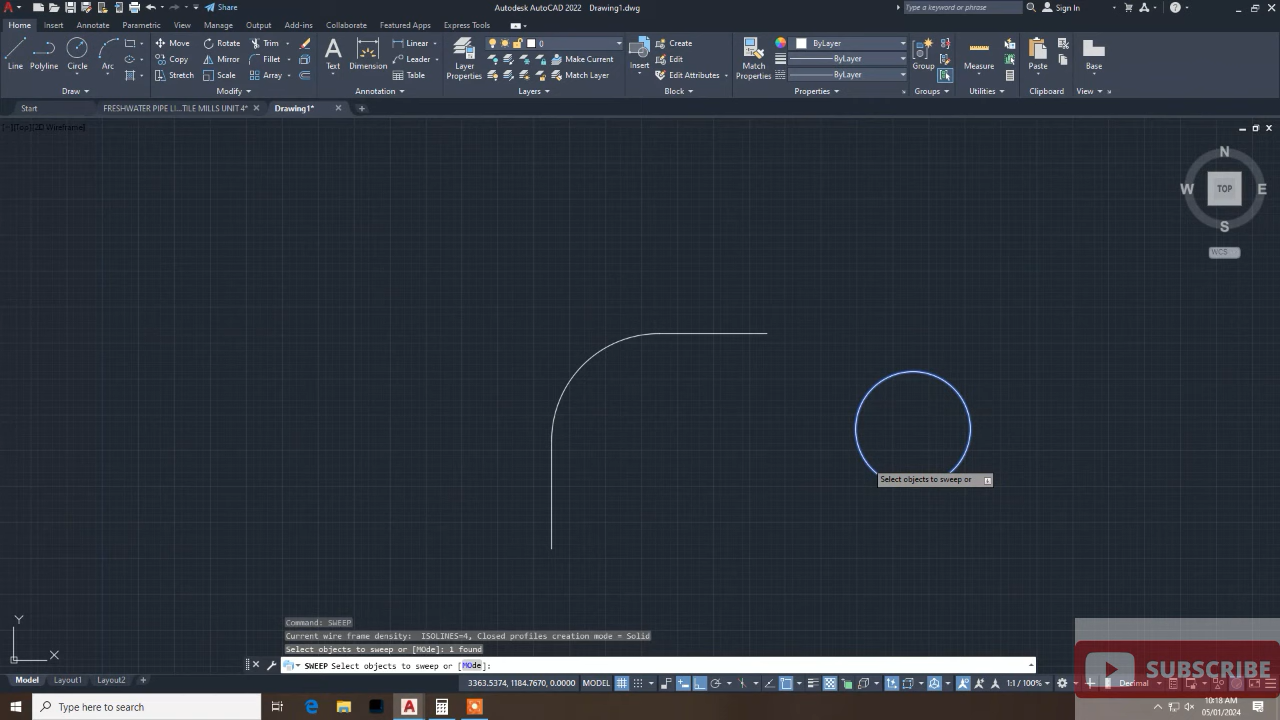 Share
Autodesk AutoCAD 2022 Drawing1.dwg
Type a keyword or phrase
Sign In
Home Insert Annotate Parametric View Manage Output Add-ins Collaborate Featured Apps Express Tools
Line Polyline Circle Arc
Move Rotate Trim
Copy Mirror Fillet
Stretch Scale Array
Text Dimension
Linear
Leader
Table
Layer Properties
0
Make Current
Match Layer
Insert
Create
Edit
Edit Attributes
Match Properties
ByLayer
ByLayer
ByLayer
Group
Measure
Paste
Base
Draw Modify Annotation Layers Block Properties Groups Utilities Clipboard View
Start FRESHWATER PIPE LI...TILE MILLS UNIT 4* Drawing1*
[−][Top][2D Wireframe]
N
W TOP E
S
WCS
Select objects to sweep or
Y
X
Command: SWEEP
Current wire frame density: ISOLINES=4, Closed profiles creation mode = Solid
Select objects to sweep or [MOde]: 1 found
SWEEP Select objects to sweep or [MOde]:
Model Layout1 Layout2
3363.5374, 1184.7670, 0.0000 MODEL 1:1 / 100% Decimal
SUBSCRIBE
Type here to search
10:18 AM
05/01/2024